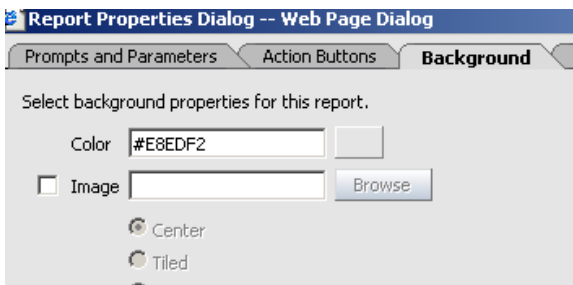 Report Properties Dialog -- Web Page Dialog
Prompts and Parameters Action Buttons Background
Select background properties for this report.
Color #E8EDF2
Image Browse
Center
Tiled